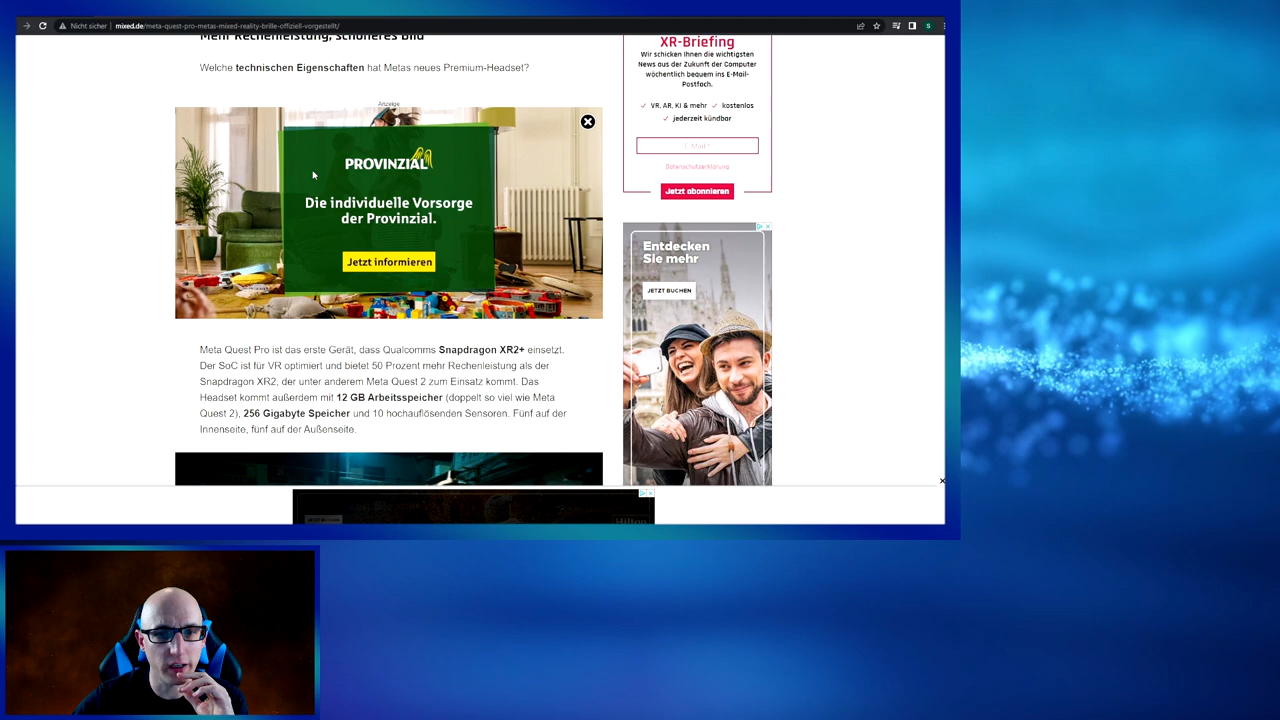 Nicht sicher
mixed.de/meta-quest-pro-metas-mixed-reality-brille-offiziell-vorgestellt/
S
Mehr Rechenleistung, schöneres Bild
Welche technischen Eigenschaften hat Metas neues Premium-Headset?
Anzeige
PROVINZIAL
Die individuelle Vorsorge
der Provinzial.
Jetzt informieren
Meta Quest Pro ist das erste Gerät, dass Qualcomms Snapdragon XR2+ einsetzt.
Der SoC ist für VR optimiert und bietet 50 Prozent mehr Rechenleistung als der
Snapdragon XR2, der unter anderem Meta Quest 2 zum Einsatz kommt. Das
Headset kommt außerdem mit 12 GB Arbeitsspeicher (doppelt so viel wie Meta
Quest 2), 256 Gigabyte Speicher und 10 hochauflösenden Sensoren. Fünf auf der
Innenseite, fünf auf der Außenseite.
XR-Briefing
Wir schicken Ihnen die wichtigsten
News aus der Zukunft der Computer
wöchentlich bequem ins E-Mail-
Postfach.
VR, AR, KI & mehr
kostenlos
jederzeit kündbar
E-Mail *
Datenschutzerklärung
Jetzt abonnieren
Entdecken
Sie mehr
JETZT BUCHEN
JETZT BUCHEN
Hilton